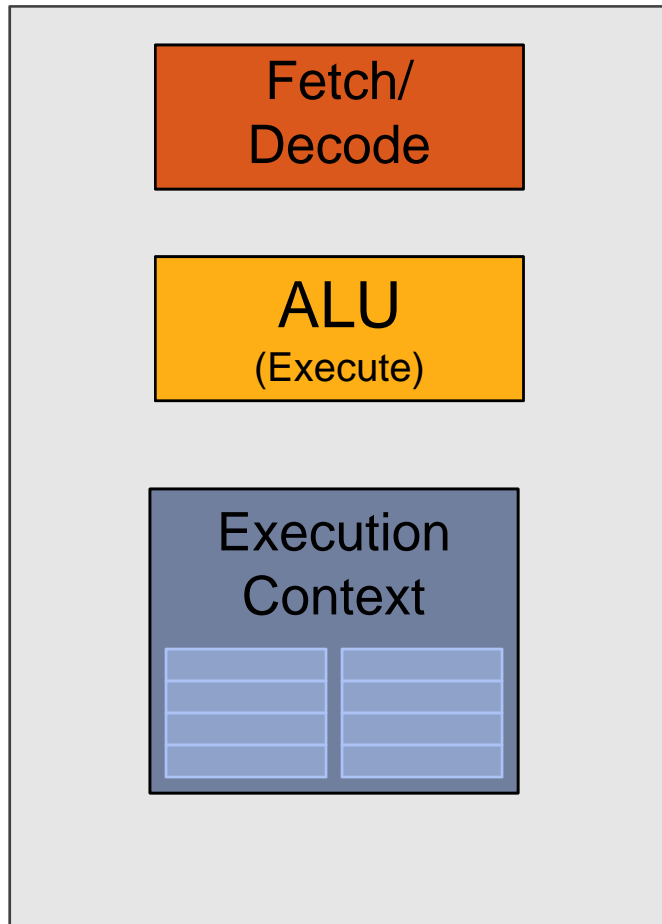 Fetch/
Decode
ALU
(Execute)
Execution
Context